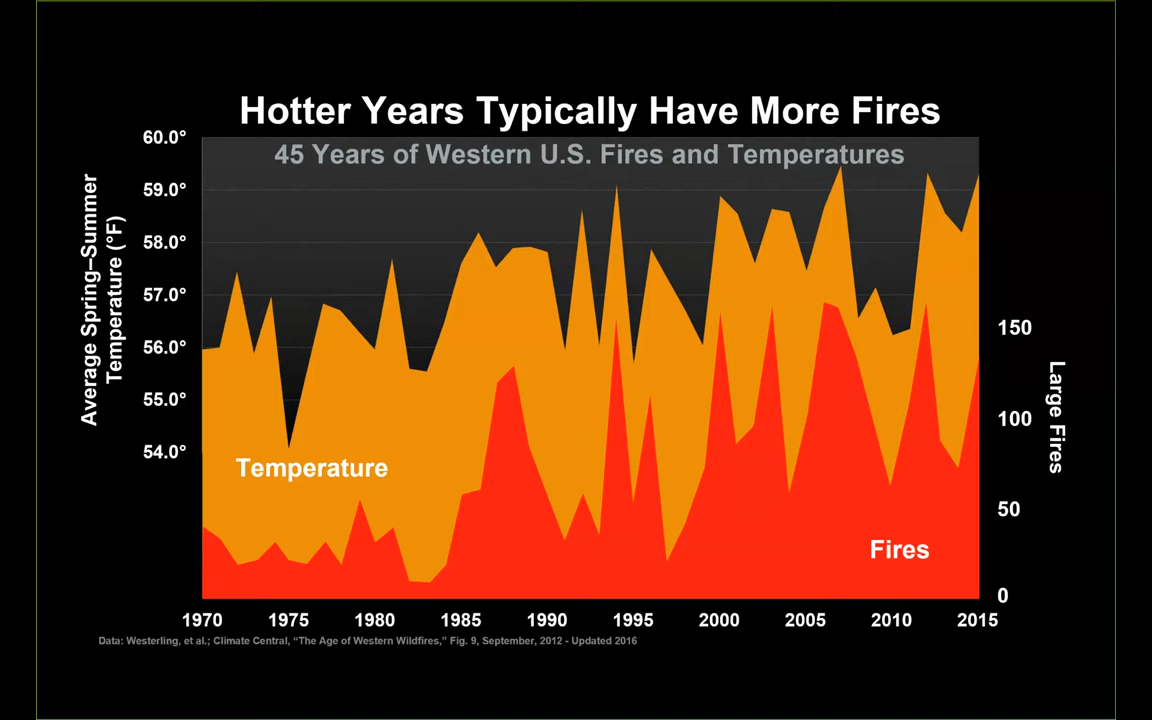 Hotter Years Typically Have More Fires
45 Years of Western U.S. Fires and Temperatures
Average Spring–Summer
Temperature (°F)
60.0°
59.0°
58.0°
57.0°
56.0°
55.0°
54.0°
Temperature
Fires
150
100
50
0
Large Fires
1970 1975 1980 1985 1990 1995 2000 2005 2010 2015
Data: Westerling, et al.; Climate Central, “The Age of Western Wildfires,” Fig. 9, September, 2012 - Updated 2016